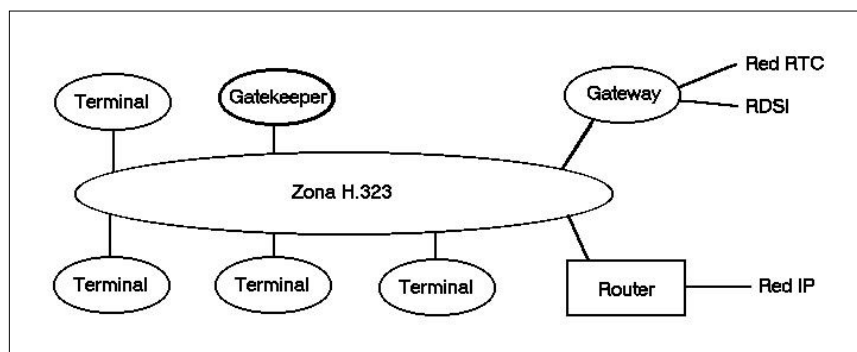 Red RTC
Terminal
Gatekeeper
Gateway
RDSI
Zona H.323
Terminal
Terminal
Terminal
Router
Red IP